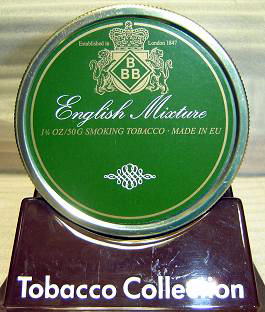 Established in London 1847
B
BBB
English Mixture
1¾ OZ/50 G SMOKING TOBACCO · MADE IN EU
Tobacco Collection